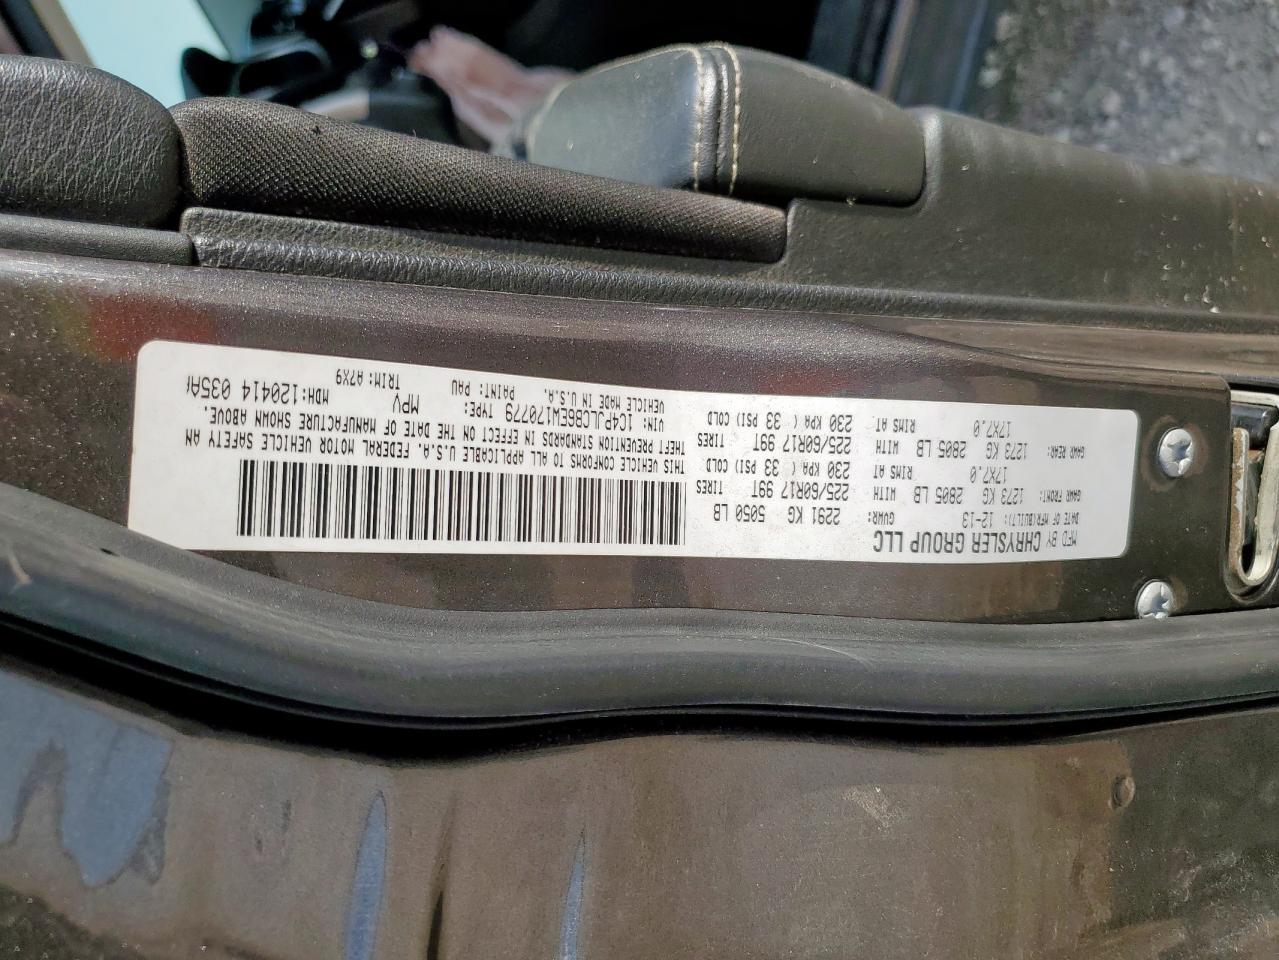 MFD BY CHRYSLER GROUP LLC
DATE OF MFR(BUILT): 12-13 GVWR: 2291 KG 5050 LB
GAWR FRONT: 1273 KG 2805 LB WITH 225/60R17 99T TIRES
17X7.0 RIMS AT 230 KPA ( 33 PSI) COLD
GAWR REAR: 1273 KG 2805 LB WITH 225/60R17 99T TIRES
17X7.0 RIMS AT 230 KPA ( 33 PSI) COLD
THIS VEHICLE CONFORMS TO ALL APPLICABLE U.S.A. FEDERAL MOTOR VEHICLE SAFETY AN
THEFT PREVENTION STANDARDS IN EFFECT ON THE DATE OF MANUFACTURE SHOWN ABOVE.
VIN: 1C4PJLCB6EW170779 TYPE: MPV MDH: 120414 035A
VEHICLE MADE IN U.S.A. PAINT: PAU TRIM: A7X9